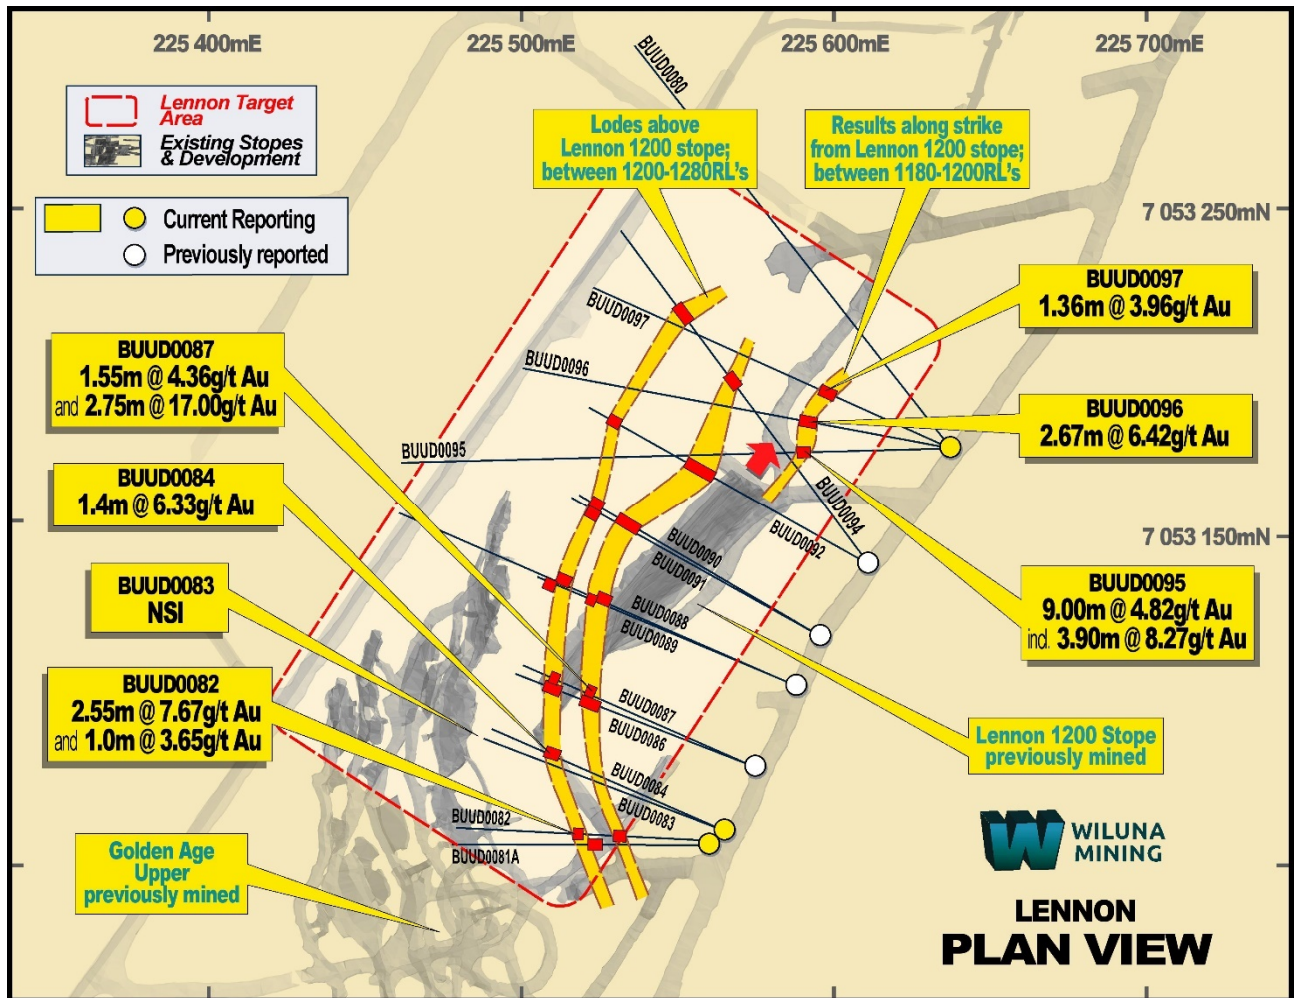 225 400mE
225 500mE
225 600mE
225 700mE
BUUD0080
Lennon Target
Area
Existing Stopes
& Development
Current Reporting
Previously reported
Lodes above
Lennon 1200 stope;
between 1200-1280RL's
Results along strike
from Lennon 1200 stope;
between 1180-1200RL's
7 053 250mN
BUUD0097
1.36m @ 3.96g/t Au
BUUD0097
BUUD0096
BUUD0087
1.55m @ 4.36g/t Au
and 2.75m @ 17.00g/t Au
BUUD0096
2.67m @ 6.42g/t Au
BUUD0095
BUUD0084
1.4m @ 6.33g/t Au
BUUD0094
BUUD0092
7 053 150mN
BUUD0090
BUUD0091
BUUD0083
NSI
BUUD0095
9.00m @ 4.82g/t Au
incl. 3.90m @ 8.27g/t Au
BUUD0088
BUUD0089
BUUD0082
2.55m @ 7.67g/t Au
and 1.0m @ 3.65g/t Au
BUUD0087
BUUD0086
Lennon 1200 Stope
previously mined
BUUD0084
BUUD0083
BUUD0082
BUUD0081A
Golden Age
Upper
previously mined
WILUNA
MINING
LENNON
PLAN VIEW